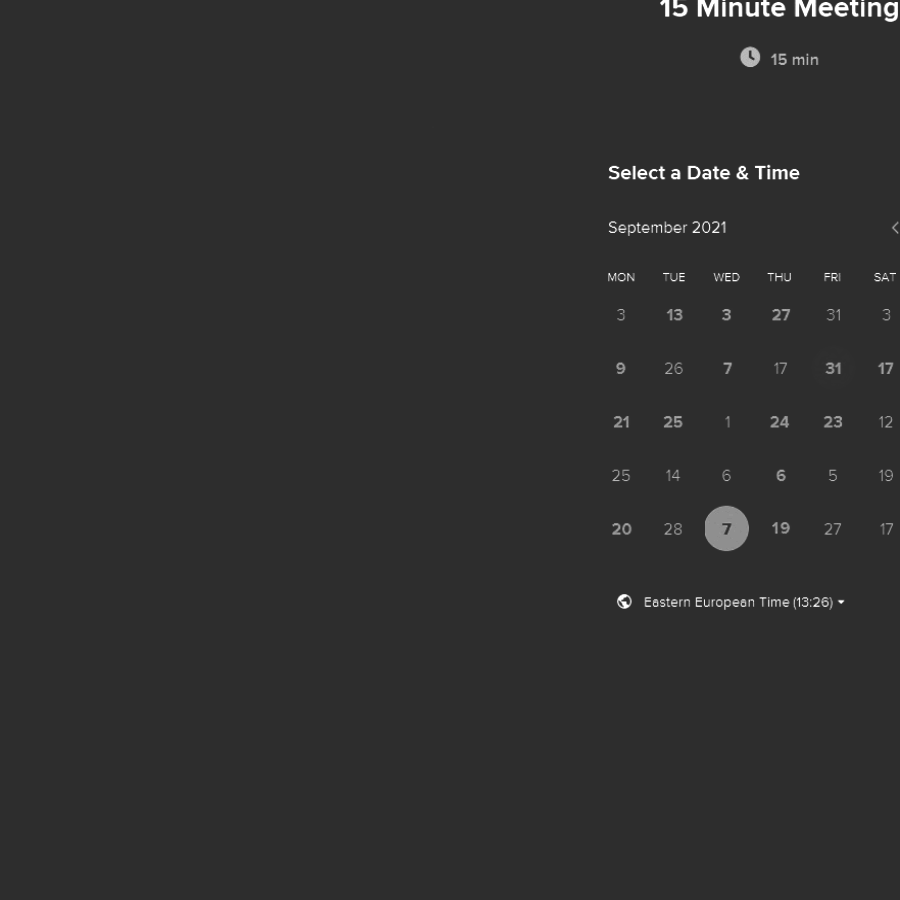 15 Minute Meeting
15 min
Select a Date & Time
September 2021
MON TUE WED THU FRI SAT
3 13 3 27 31 3
9 26 7 17 31 17
21 25 1 24 23 12
25 14 6 6 5 19
20 28 7 19 27 17
Eastern European Time (13:26)